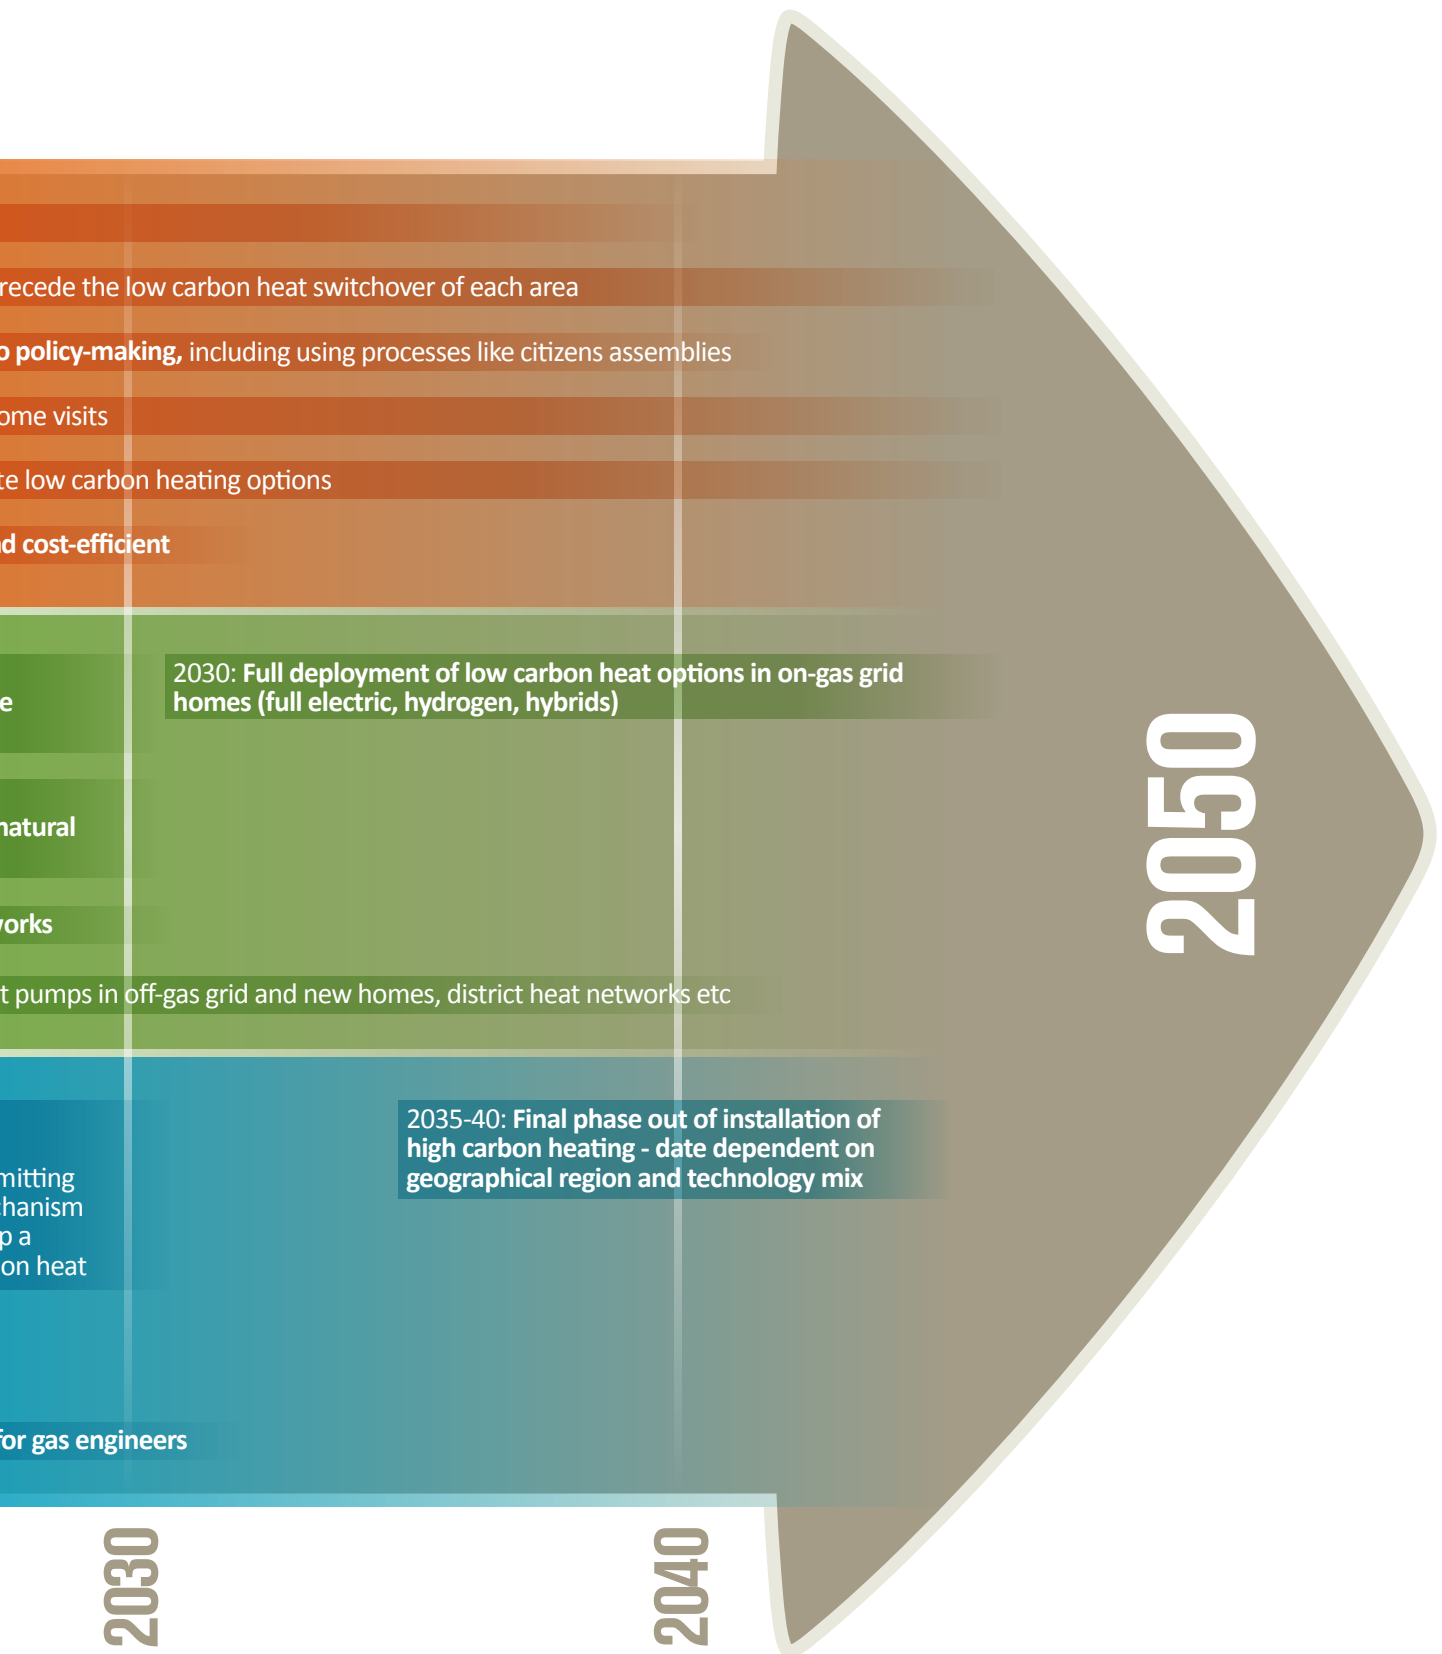 recede the low carbon heat switchover of each area
o policy-making, including using processes like citizens assemblies
ome visits
te low carbon heating options
d cost-efficient
2030: Full deployment of low carbon heat options in on-gas grid
homes (full electric, hydrogen, hybrids)
e
natural
works
t pumps in off-gas grid and new homes, district heat networks etc
2035-40: Final phase out of installation of
high carbon heating - date dependent on
geographical region and technology mix
mitting
chanism
p a
on heat
for gas engineers
2030
2040
2050